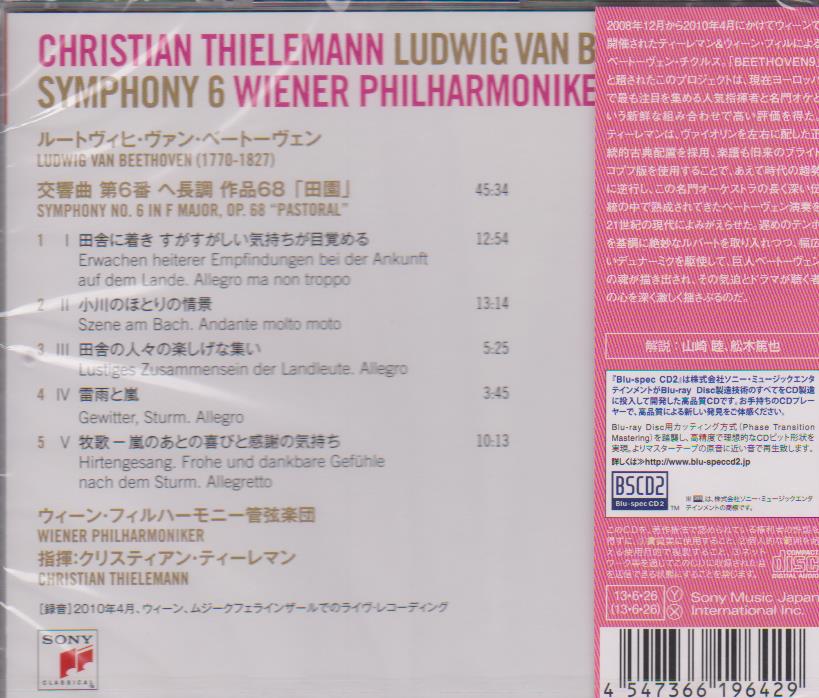 CHRISTIAN THIELEMANN LUDWIG VAN B
SYMPHONY 6 WIENER PHILHARMONIKE
ルートヴィヒ・ヴァン・ベートーヴェン
LUDWIG VAN BEETHOVEN (1770-1827)
交響曲 第6番 ヘ長調 作品68「田園」 45:34
SYMPHONY NO. 6 IN F MAJOR, OP. 68 “PASTORAL”
1 I 田舎に着き すがすがしい気持ちが目覚める 12:54
Erwachen heiterer Empfindungen bei der Ankunft
auf dem Lande. Allegro ma non troppo
2 II 小川のほとりの情景 13:14
Szene am Bach. Andante molto moto
3 III 田舎の人々の楽しげな集い 5:25
Lustiges Zusammensein der Landleute. Allegro
4 IV 雷雨と嵐 3:45
Gewitter, Sturm. Allegro
5 V 牧歌－嵐のあとの喜びと感謝の気持ち 10:13
Hirtengesang. Frohe und dankbare Gefühle
nach dem Sturm. Allegretto
ウィーン・フィルハーモニー管弦楽団
WIENER PHILHARMONIKER
指揮:クリスティアン・ティーレマン
CHRISTIAN THIELEMANN
[録音]2010年4月、ウィーン、ムジークフェラインザールでのライヴ・レコーディング
SONY
CLASSICAL
2008年12月から2010年4月にかけてウィーンで
開催されたティーレマン&ウィーン・フィルによる
ベートーヴェン・チクルス。「BEETHOVEN9」
と題されたこのプロジェクトは、現在ヨーロッパ
で最も注目を集める人気指揮者と名門オケと
いう新鮮な組み合わせで高い評価を得た。
ティーレマンは、ヴァイオリンを左右に配した正
統的古典配置を採用、楽譜も旧来のブライト
コプフ版を使用することで、あえて時代の趨勢
に逆行し、この名門オーケストラの長く深い伝
統の中で熟成されてきたベートーヴェン演奏を
21世紀の現代によみがえらせた。遅めのテンポ
を基調に絶妙なルバートを取り入れつつ、幅広
いデュナーミクを駆使して、巨人ベートーヴェン
の魂が描き出され、その気迫とドラマが聴く者
の心を深く激しく揺さぶるのだ。
解説:山崎 睦、舩木篤也
『Blu-spec CD2』は株式会社ソニー・ミュージックエンタ
テインメントがBlu-ray Disc製造技術のすべてをCD製造
に投入して開発した高品質CDです。お手持ちのCDプレー
ヤーで、高品質による新しい発見をご体感ください。
Blu-ray Disc用カッティング方式(Phase Transition
Mastering)を踏襲し、高精度で理想的なCDビット形状を
実現。よりマスターテープの原音に近い音で再生致します。
詳しくは≫http://www.blu-speccd2.jp
BSCD2
Blu-spec CD2 TM
は、株式会社ソニー・ミュージックエンタ
テインメントの商標です。
COMPACT
disc
DIGITAL AUDIO
13・6・26 Y
(13・6・26) X
Sony Music Japan
International Inc.
4 547366 196429